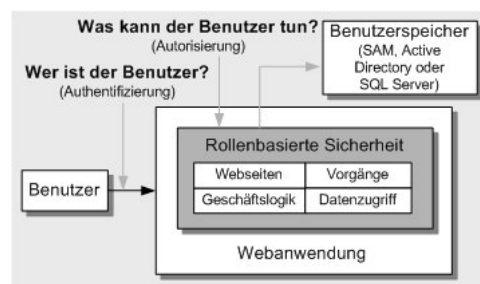 Was kann der Benutzer tun?
(Autorisierung)
Wer ist der Benutzer?
(Authentifizierung)
Benutzerspeicher
(SAM, Active
Directory oder
SQL Server)
Rollenbasierte Sicherheit
Webseiten
Vorgänge
Geschäftslogik
Datenzugriff
Benutzer
Webanwendung